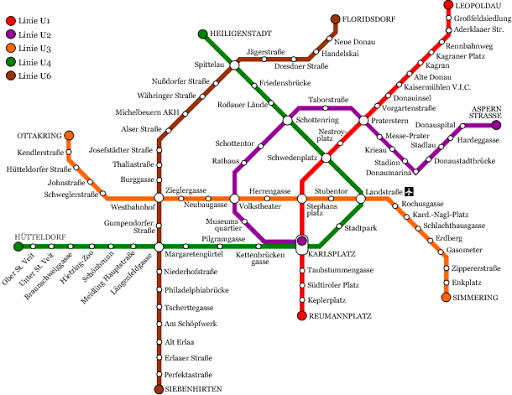 Linie U1
Linie U2
Linie U3
Linie U4
Linie U6
LEOPOLDAU
Großfeldsiedlung
Aderklaaer Str.
Rennbahnweg
Kagraner Platz
Kagran
Alte Donau
Kaisermühlen V.I.C.
Donauinsel
Vorgartenstraße
Praterstern
Nestroy-
platz
Schwedenplatz
Stephans
platz
KARLSPLATZ
Taubstummengasse
Südtiroler Platz
Keplerplatz
REUMANNPLATZ
FLORIDSDORF
Neue Donau
Handelskai
Dresdner Straße
Jägerstraße
Spittelau
Nußdorfer Straße
Währinger Straße
Michelbeuern AKH
Alser Straße
Josefstädter Straße
Thaliastraße
Burggasse
Westbahnhof
Gumpendorfer
Straße
Längenfeldgasse
Niederhofstraße
Philadelphiabrücke
Tscherttegasse
Am Schöpfwerk
Alt Erlaa
Erlaaer Straße
Perfektastraße
SIEBENHIRTEN
HEILIGENSTADT
Friedensbrücke
Roßauer Lände
Schottenring
Landstraße
Stadtpark
Kettenbrücken
gasse
Pilgramgasse
Margaretengürtel
Meidling Hauptstraße
Schönbrunn
Hietzing-Zoo
Braunschweiggasse
Unter St. Veit
Ober St. Veit
HÜTTELDORF
OTTAKRING
Kendlerstraße
Hütteldorfer Straße
Johnstraße
Schweglerstraße
Zieglergasse
Neubaugasse
Volkstheater
Herrengasse
Stubentor
Rochusgasse
Kard.-Nagl-Platz
Schlachthausgasse
Erdberg
Gasometer
Zippererstraße
Enkplatz
SIMMERING
Museums
quartier
Rathaus
Schottentor
Taborstraße
Messe-Prater
Krieau
Stadion
Donaumarina
Donaustadtbrücke
Stadlau
Hardeggasse
Donauspital
ASPERN
STRASSE